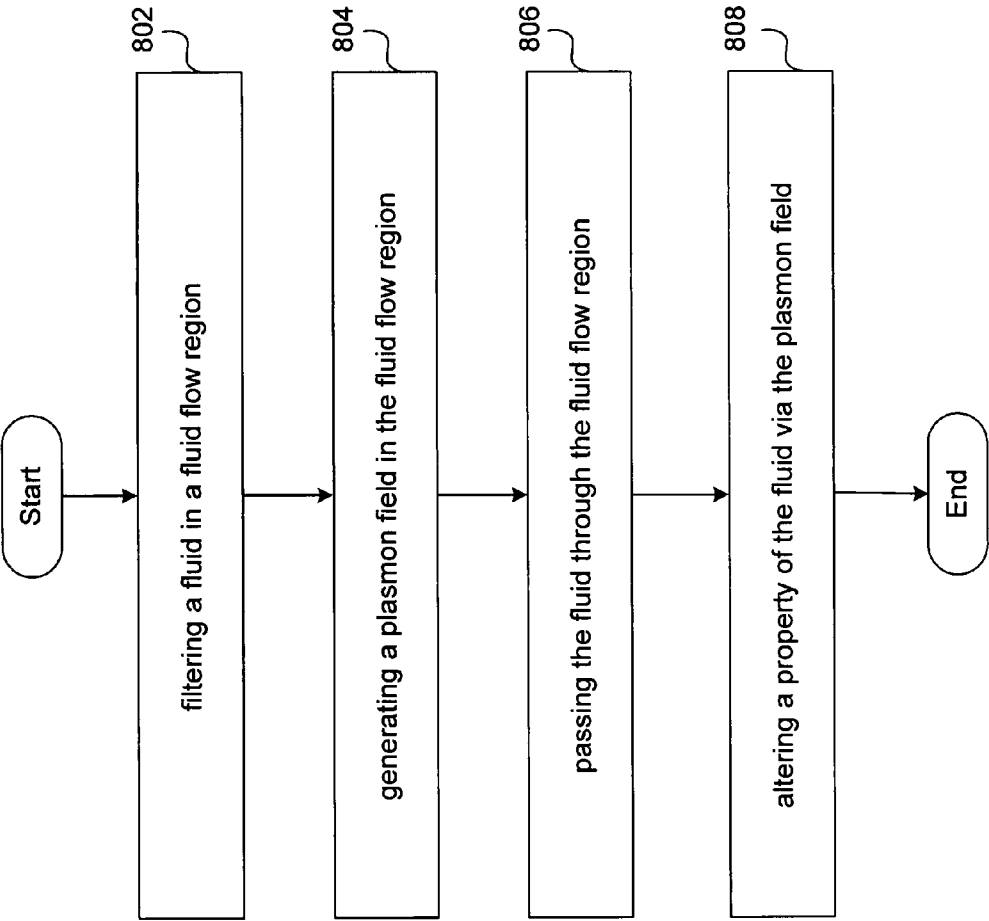 Start
802
filtering a fluid in a fluid flow region
804
generating a plasmon field in the fluid flow region
806
passing the fluid through the fluid flow region
808
altering a property of the fluid via the plasmon field
End